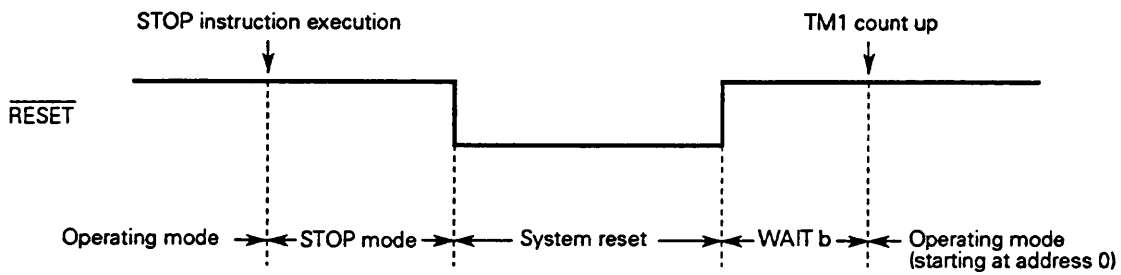 STOP instruction execution
TM1 count up
RESET
Operating mode
STOP mode
System reset
WAIT b
Operating mode
(starting at address 0)